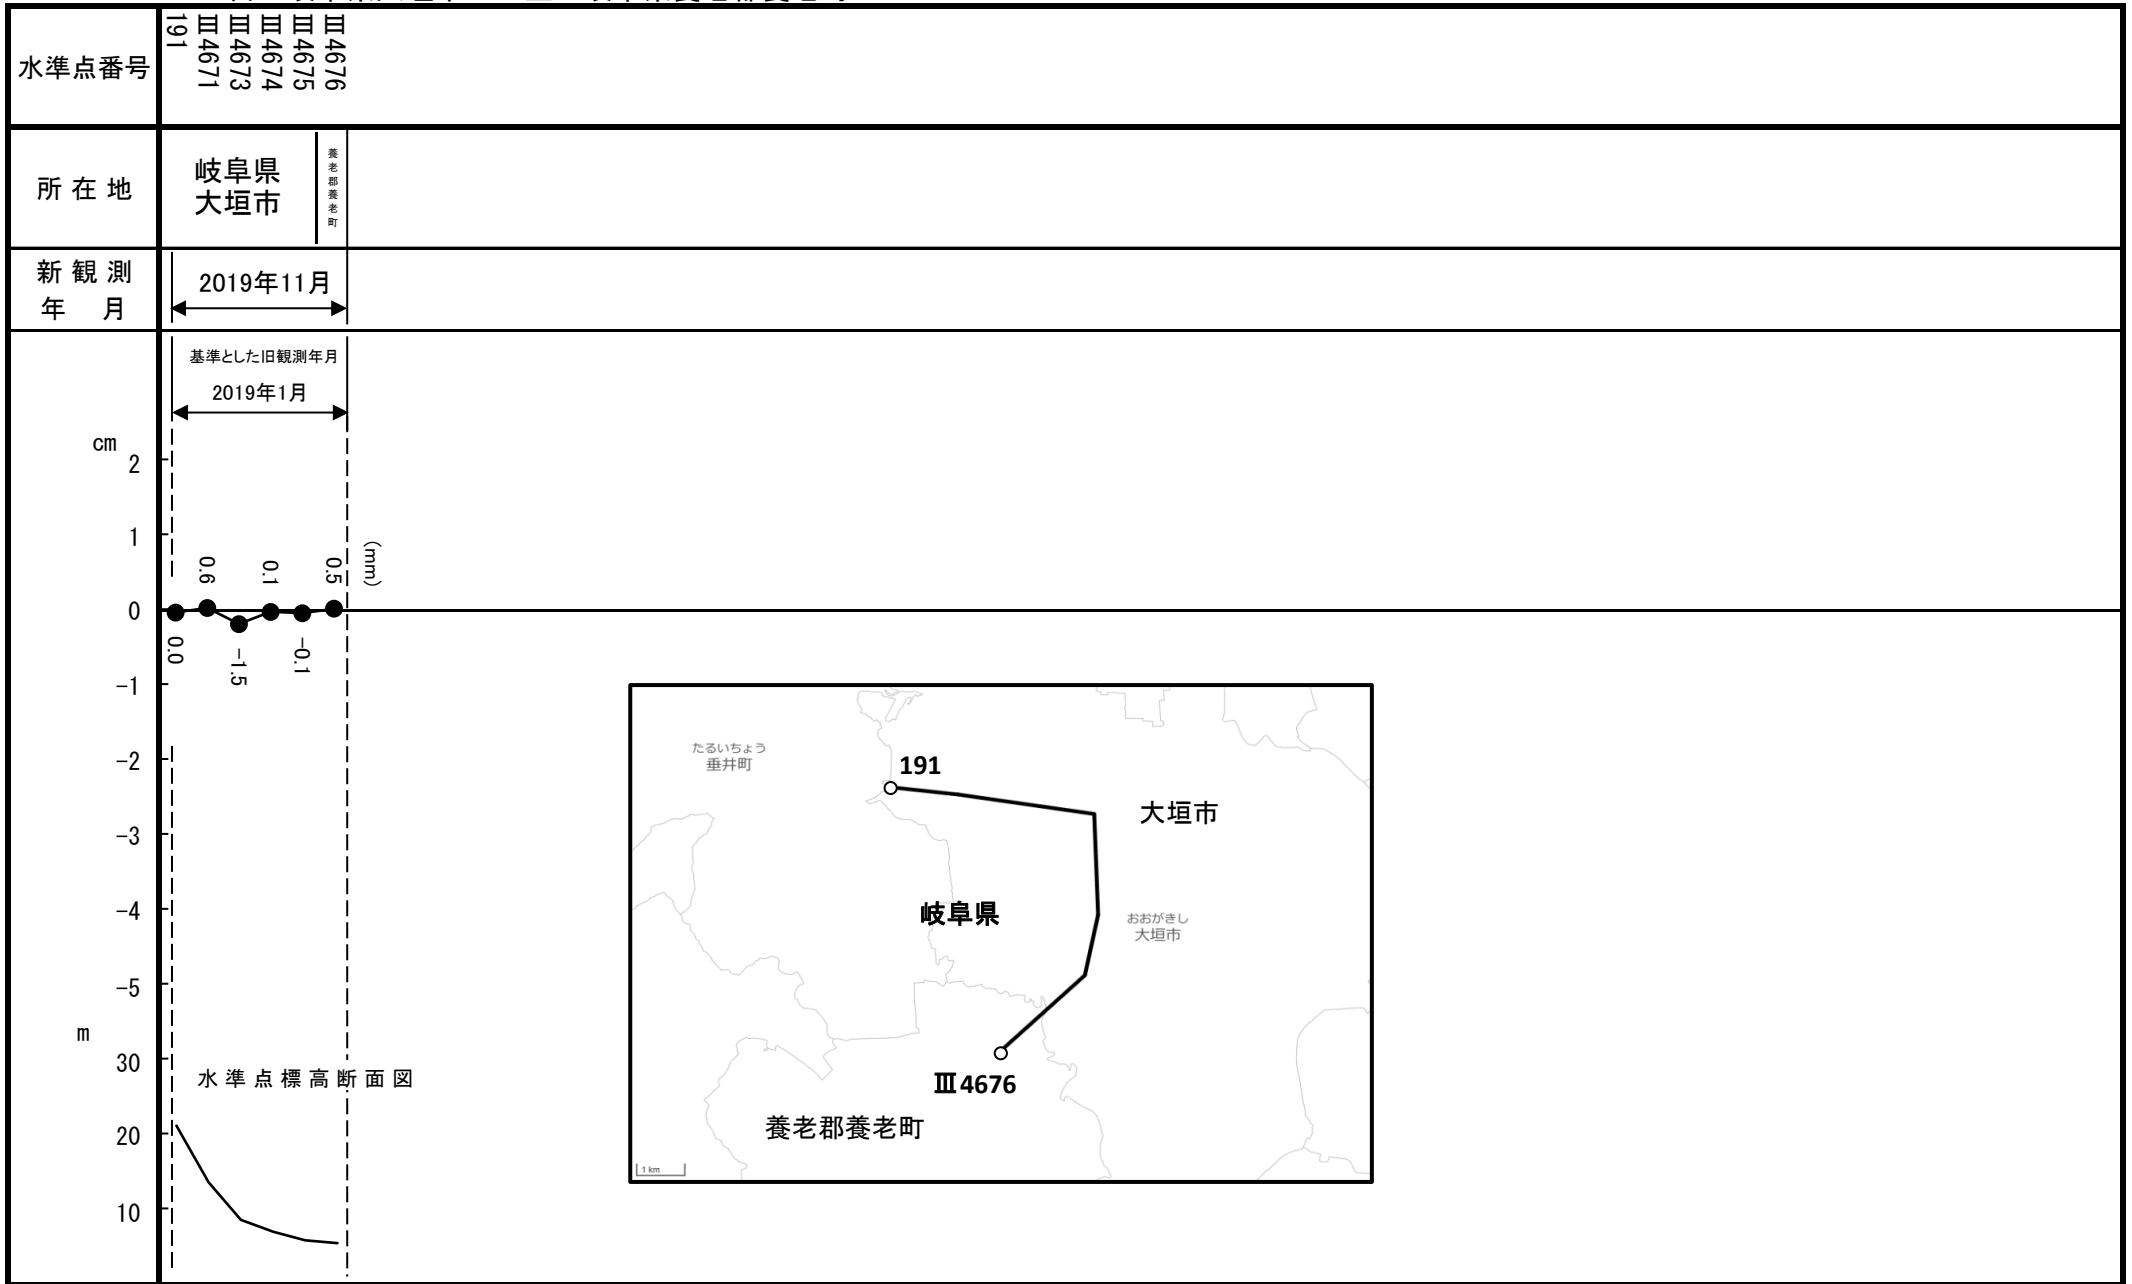 水準点番号
191
Ⅲ4671
Ⅲ4673
Ⅲ4674
Ⅲ4675
Ⅲ4676
所在地
岐阜県
大垣市
養老郡養老町
新観測
年 月
2019年11月
基準とした旧観測年月
2019年1月
cm
2
1
0
-1
-2
-3
-4
-5
(mm)
0.0
0.6
-1.5
0.1
-0.1
0.5
m
30
20
10
水準点標高断面図
たるいちょう
垂井町
191
大垣市
岐阜県
おおがきし
大垣市
Ⅲ4676
養老郡養老町
1 km